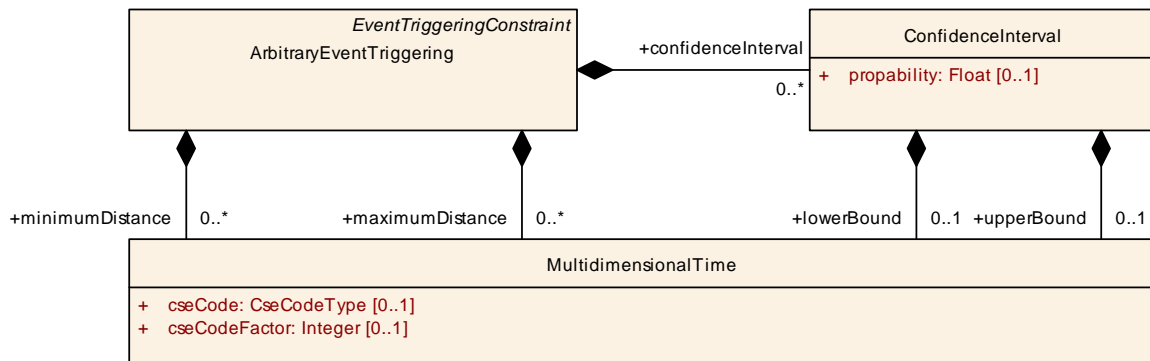 EventTriggeringConstraint
ArbitraryEventTriggering
+confidenceInterval
0..*
ConfidenceInterval
+ propability: Float [0..1]
+minimumDistance 0..*
+maximumDistance 0..*
+lowerBound 0..1
+upperBound 0..1
MultidimensionalTime
+ cseCode: CseCodeType [0..1]
+ cseCodeFactor: Integer [0..1]